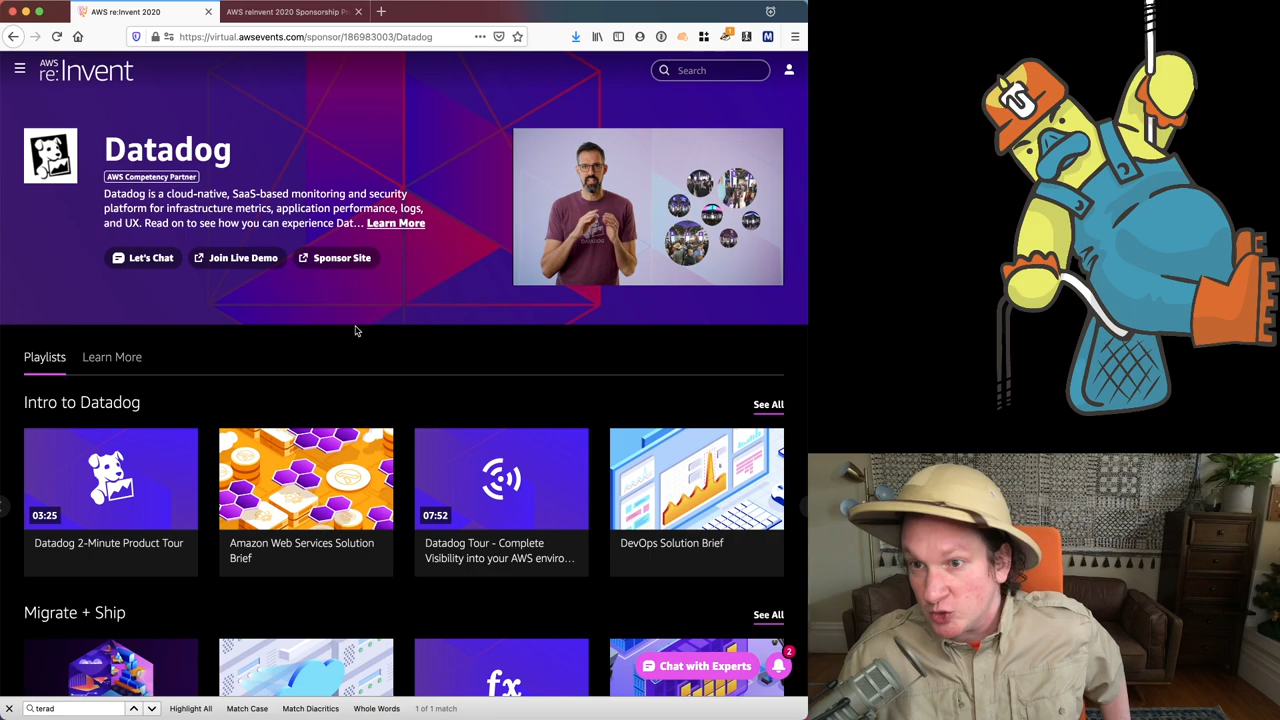 AWS re:Invent 2020
AWS reInvent 2020 Sponsorship P
https://virtual.awsevents.com/sponsor/186983003/Datadog
AWS
re:Invent
Search
Datadog
AWS Competency Partner
Datadog is a cloud-native, SaaS-based monitoring and security
platform for infrastructure metrics, application performance, logs,
and UX. Read on to see how you can experience Dat... Learn More
Let's Chat
Join Live Demo
Sponsor Site
DATADOG
Playlists
Learn More
Intro to Datadog
See All
03:25
07:52
Datadog 2-Minute Product Tour
Amazon Web Services Solution
Brief
Datadog Tour - Complete
Visibility into your AWS enviro...
DevOps Solution Brief
Migrate + Ship
See All
fx
Chat with Experts
2
terad
Highlight All
Match Case
Match Diacritics
Whole Words
1 of 1 match